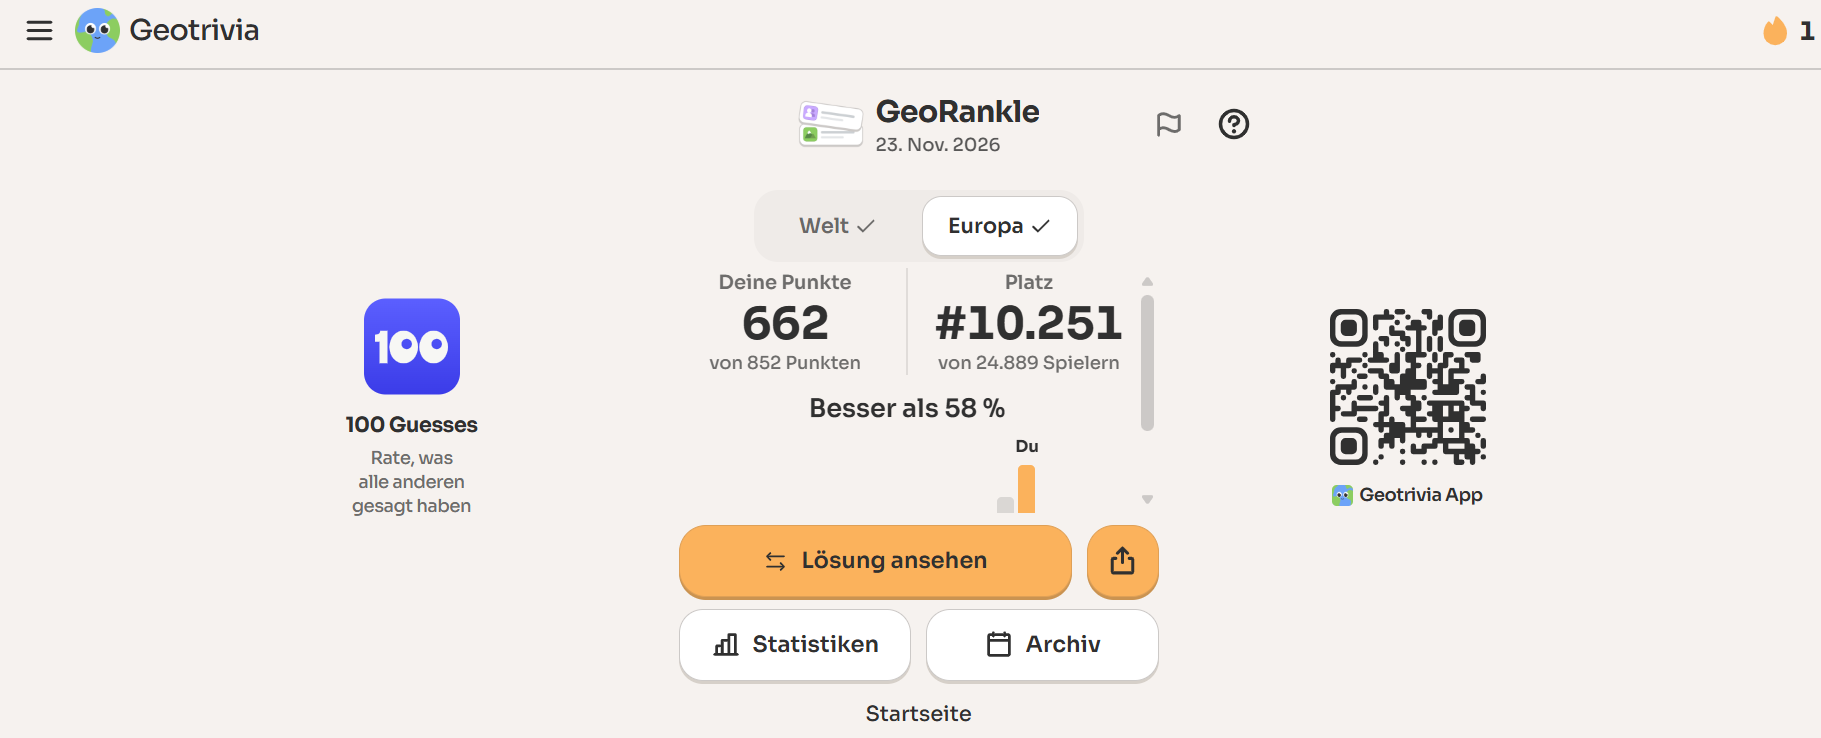 Geotrivia
1
GeoRankle
23. Nov. 2026
Welt
Europa
Deine Punkte
662
von 852 Punkten
Platz
#10.251
von 24.889 Spielern
Besser als 58 %
Du
100
100 Guesses
Rate, was
alle anderen
gesagt haben
Geotrivia App
Lösung ansehen
Statistiken
Archiv
Startseite